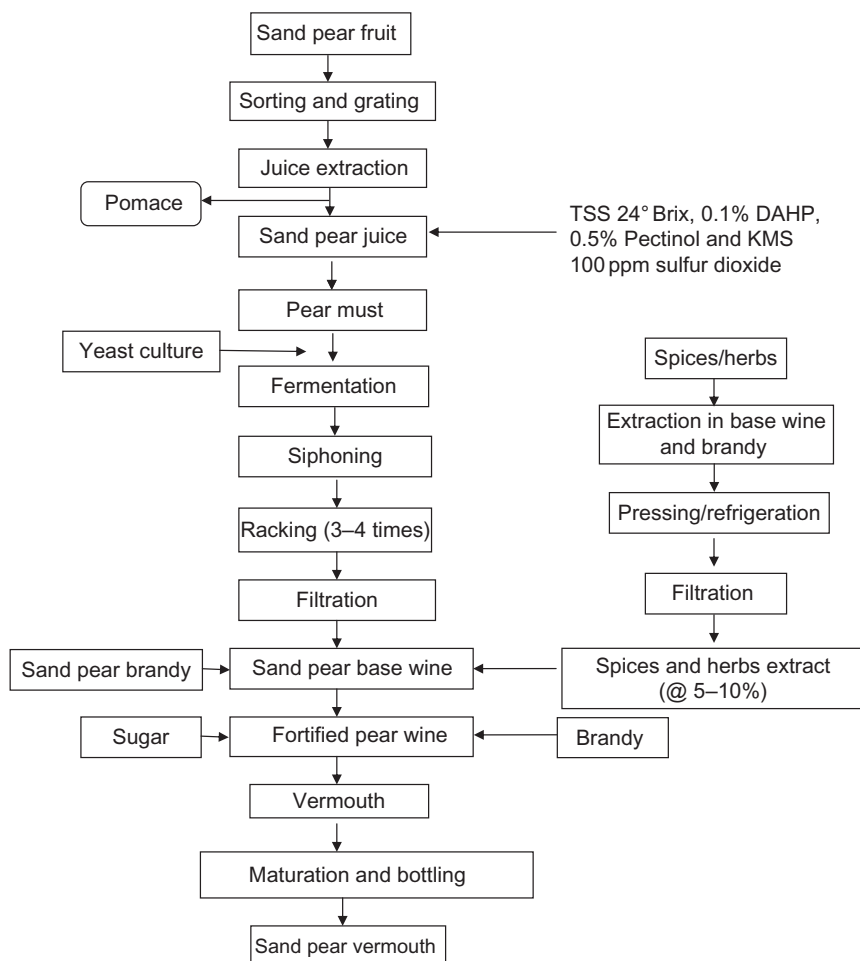 Sand pear fruit
Sorting and grating
Juice extraction
Pomace
TSS 24° Brix, 0.1% DAHP,
0.5% Pectinol and KMS
100 ppm sulfur dioxide
Sand pear juice
Pear must
Yeast culture
Fermentation
Siphoning
Racking (3–4 times)
Filtration
Spices/herbs
Extraction in base wine
and brandy
Pressing/refrigeration
Filtration
Spices and herbs extract
(@ 5–10%)
Sand pear brandy
Sand pear base wine
Sugar
Fortified pear wine
Brandy
Vermouth
Maturation and bottling
Sand pear vermouth